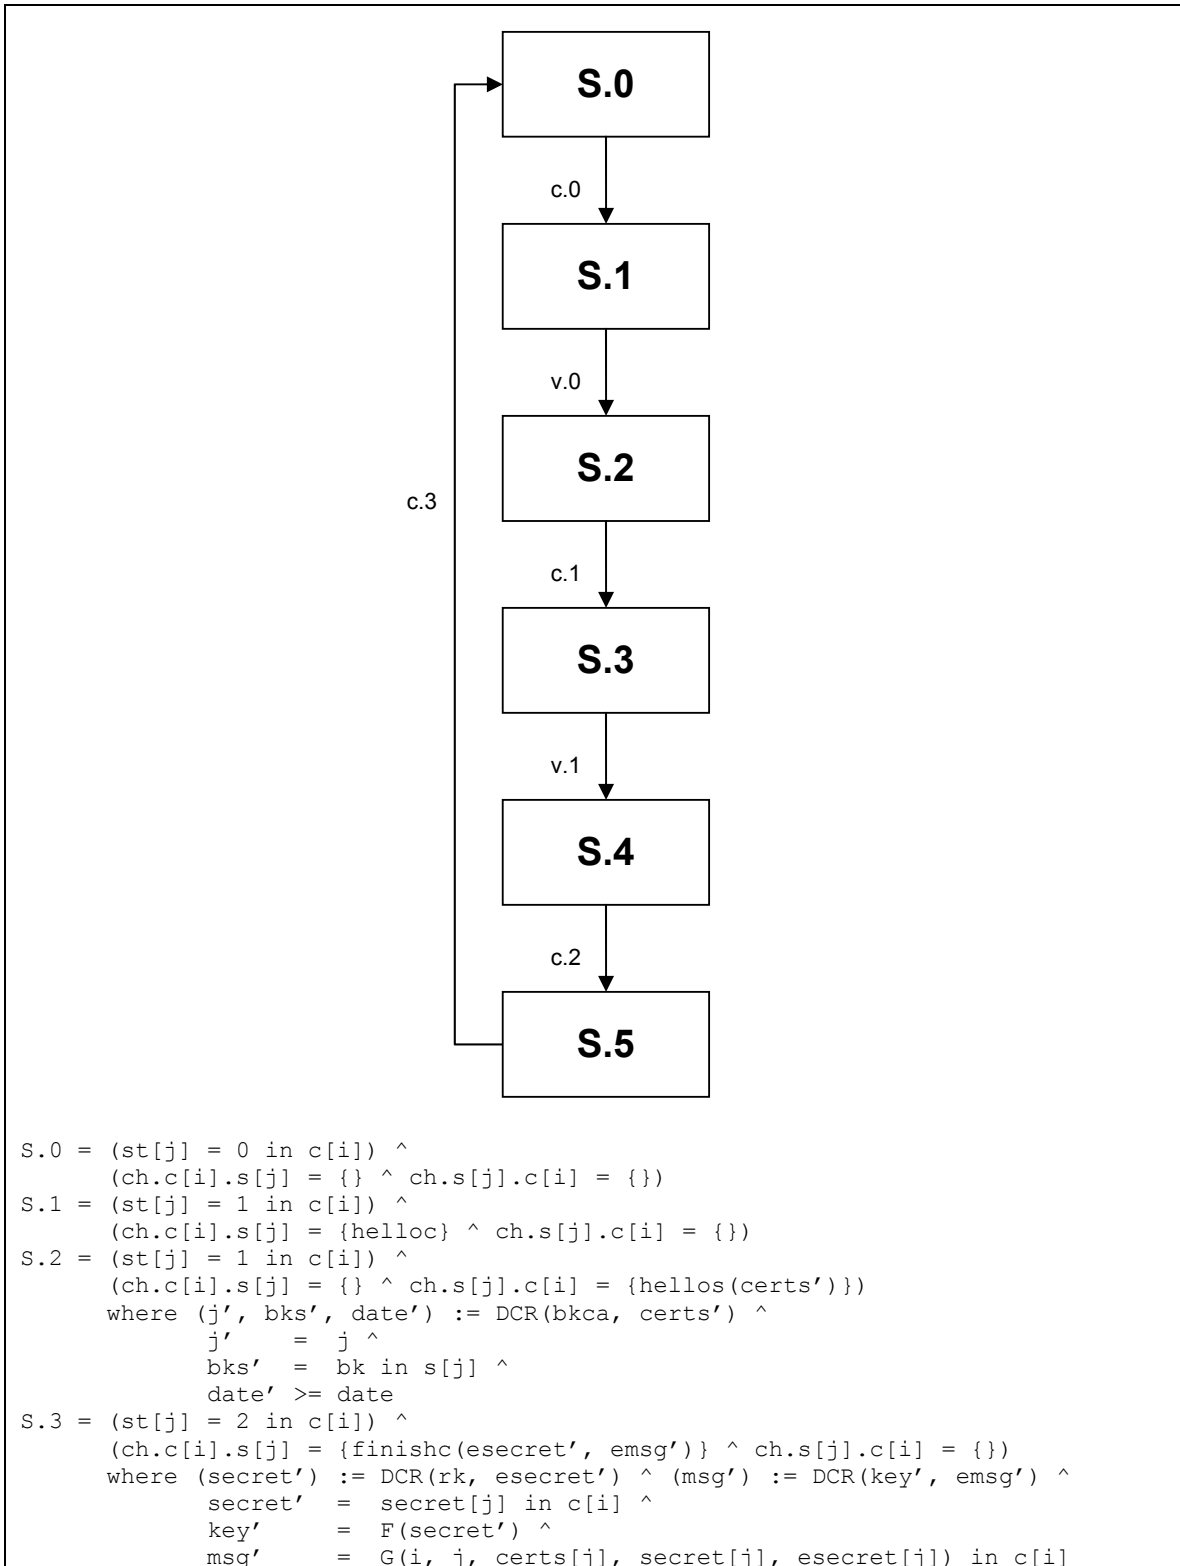 S.0
c.0
S.1
v.0
S.2
c.3
c.1
S.3
v.1
S.4
c.2
S.5
S.0 = (st[j] = 0 in c[i]) ^
(ch.c[i].s[j] = {} ^ ch.s[j].c[i] = {})
S.1 = (st[j] = 1 in c[i]) ^
(ch.c[i].s[j] = {helloc} ^ ch.s[j].c[i] = {})
S.2 = (st[j] = 1 in c[i]) ^
(ch.c[i].s[j] = {} ^ ch.s[j].c[i] = {hellos(certs′)})
where (j′, bks′, date′) := DCR(bkca, certs′) ^
j′ = j ^
bks′ = bk in s[j] ^
date′ >= date
S.3 = (st[j] = 2 in c[i]) ^
(ch.c[i].s[j] = {finishc(esecret′, emsg′)} ^ ch.s[j].c[i] = {})
where (secret′) := DCR(rk, esecret′) ^ (msg′) := DCR(key′, emsg′) ^
secret′ = secret[j] in c[i] ^
key′ = F(secret′) ^
msg′ = G(i, j, certs[j], secret[j], esecret[j]) in c[i]